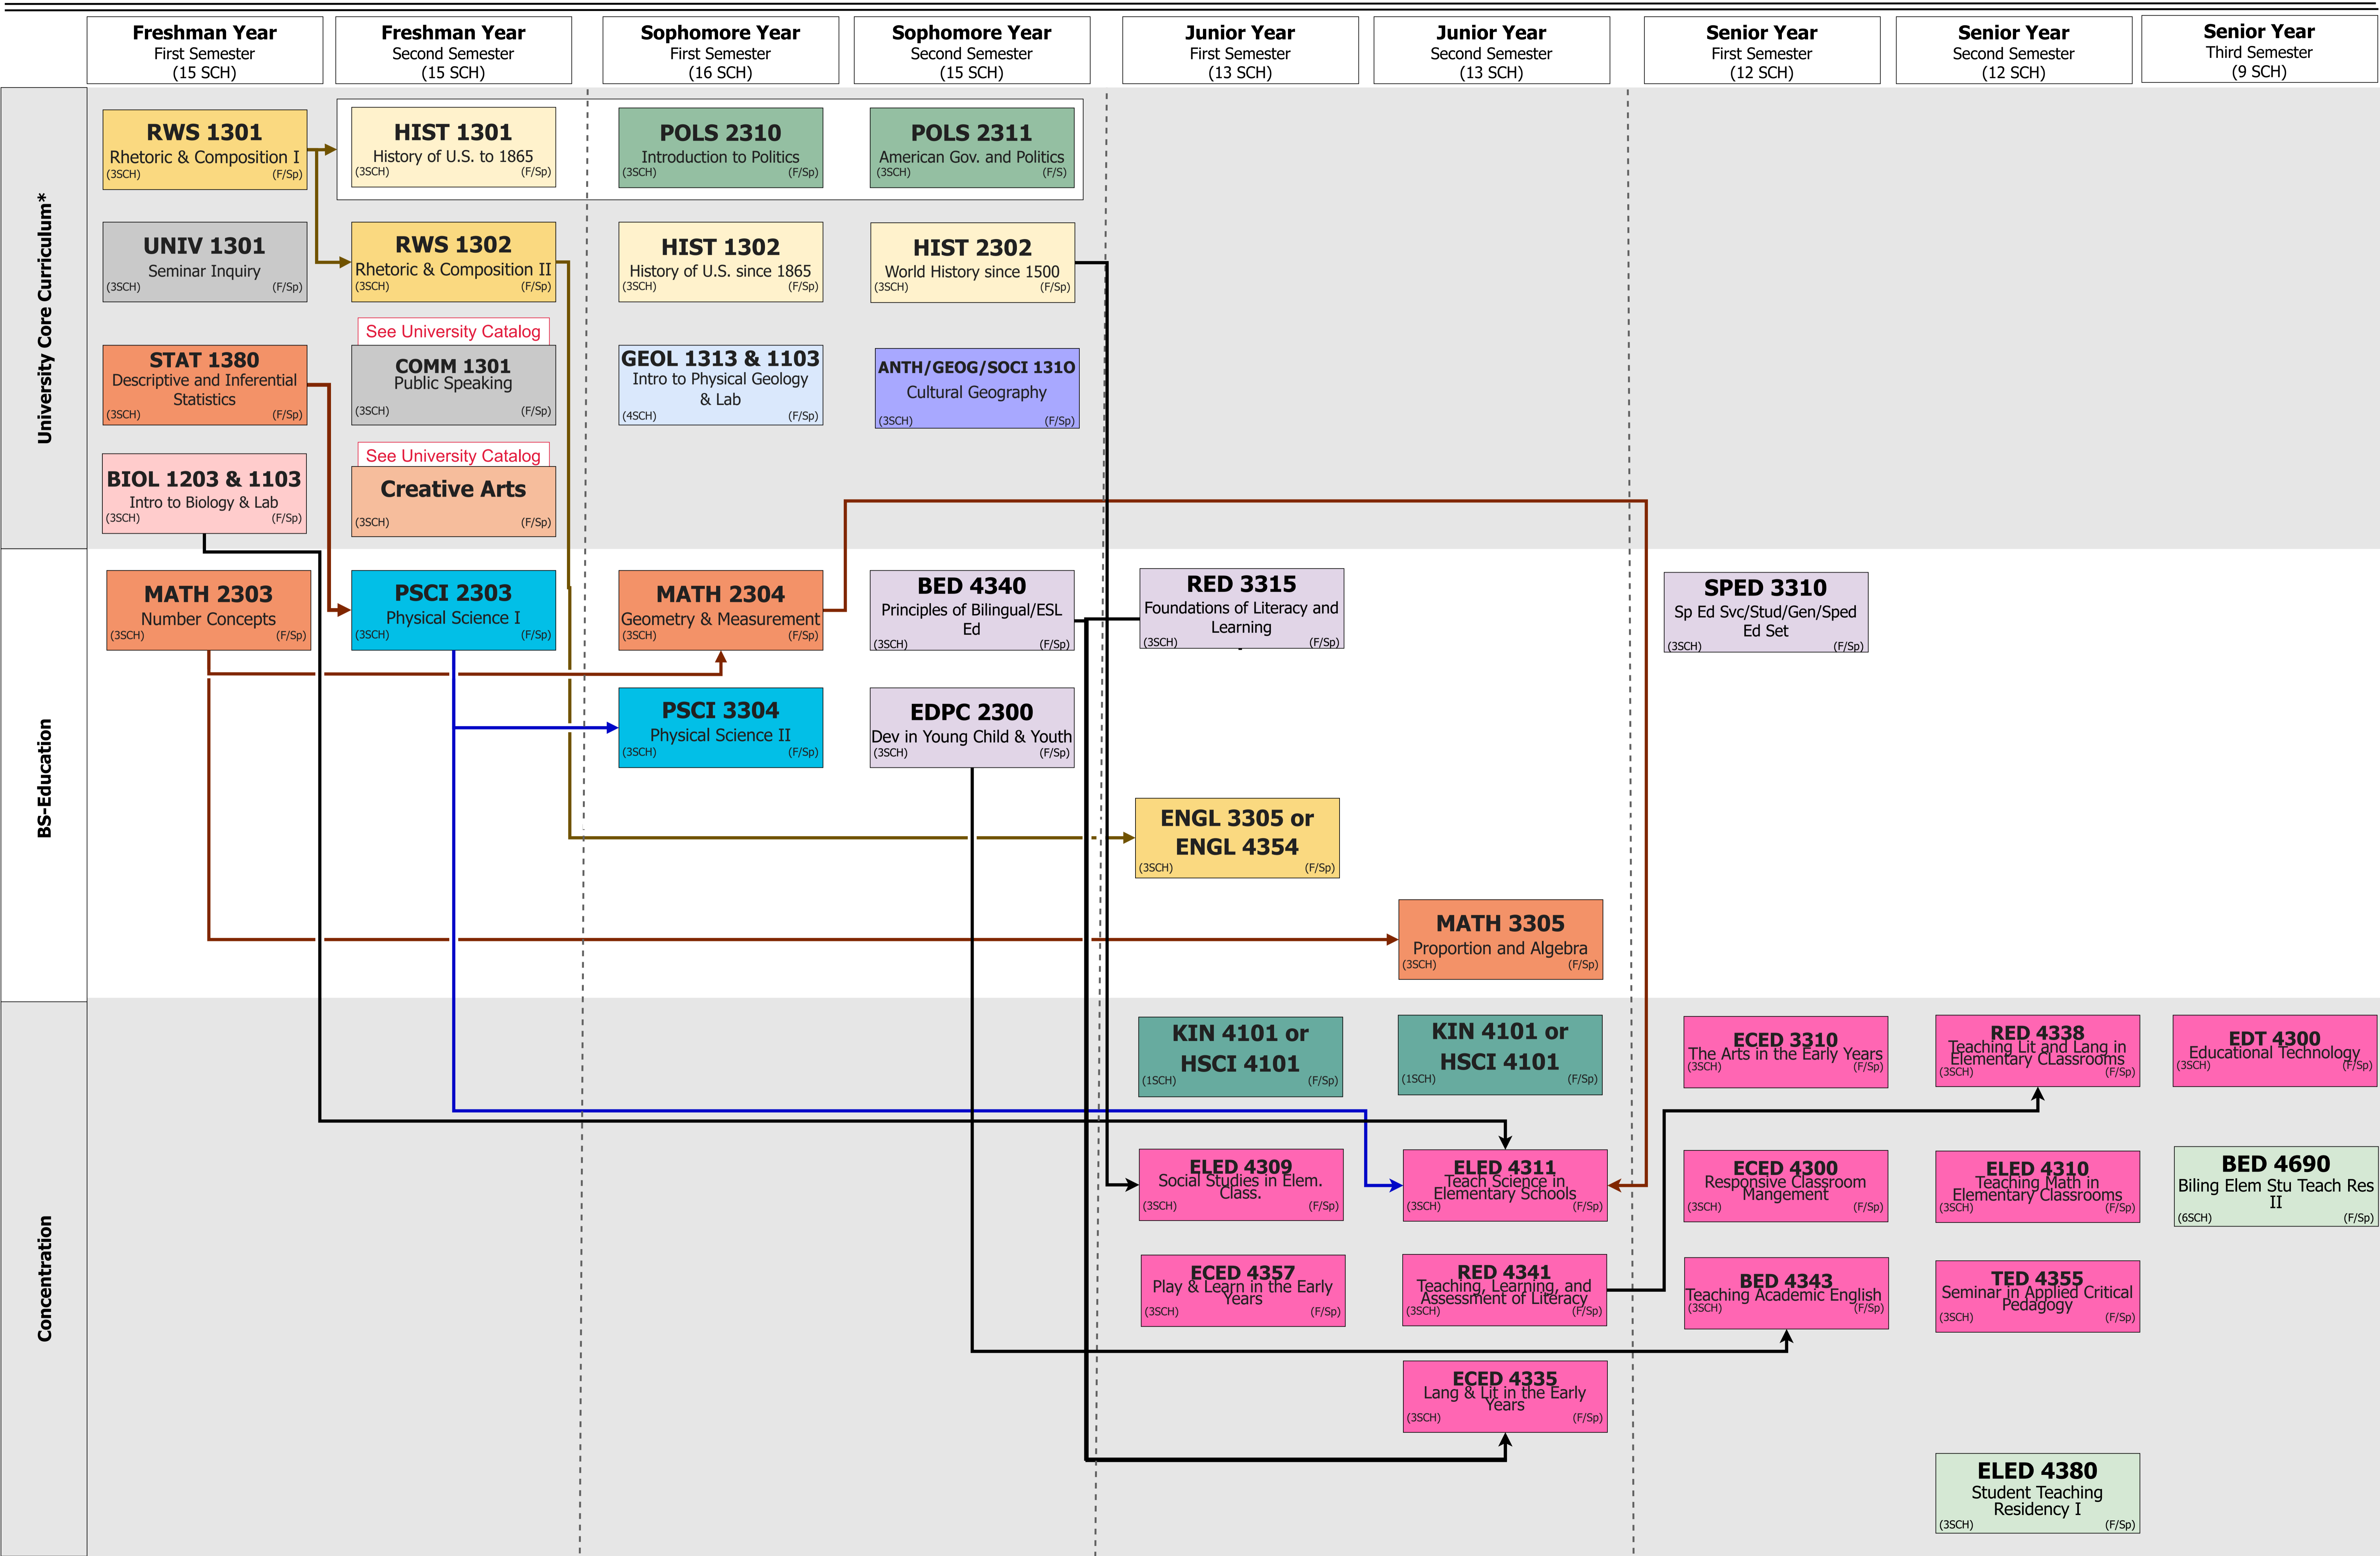 Freshman Year
First Semester
(15 SCH)
Freshman Year
Second Semester
(15 SCH)
Sophomore Year
First Semester
(16 SCH)
Sophomore Year
Second Semester
(15 SCH)
Junior Year
First Semester
(13 SCH)
Junior Year
Second Semester
(13 SCH)
Senior Year
First Semester
(12 SCH)
Senior Year
Second Semester
(12 SCH)
Senior Year
Third Semester
(9 SCH)
University Core Curriculum*
RWS 1301
Rhetoric & Composition I
(3SCH) (F/Sp)
HIST 1301
History of U.S. to 1865
(3SCH) (F/Sp)
POLS 2310
Introduction to Politics
(3SCH) (F/Sp)
POLS 2311
American Gov. and Politics
(3SCH) (F/S)
UNIV 1301
Seminar Inquiry
(3SCH) (F/Sp)
RWS 1302
Rhetoric & Composition II
(3SCH) (F/Sp)
HIST 1302
History of U.S. since 1865
(3SCH) (F/Sp)
HIST 2302
World History since 1500
(3SCH) (F/Sp)
STAT 1380
Descriptive and Inferential
Statistics
(3SCH) (F/Sp)
See University Catalog
COMM 1301
Public Speaking
(3SCH) (F/Sp)
GEOL 1313 & 1103
Intro to Physical Geology
& Lab
(4SCH) (F/Sp)
ANTH/GEOG/SOCI 131O
Cultural Geography
(3SCH) (F/Sp)
BIOL 1203 & 1103
Intro to Biology & Lab
(3SCH) (F/Sp)
See University Catalog
Creative Arts
(3SCH) (F/Sp)
BS-Education
MATH 2303
Number Concepts
(3SCH) (F/Sp)
PSCI 2303
Physical Science I
(3SCH) (F/Sp)
MATH 2304
Geometry & Measurement
(3SCH) (F/Sp)
BED 4340
Principles of Bilingual/ESL
Ed
(3SCH) (F/Sp)
RED 3315
Foundations of Literacy and
Learning
(3SCH) (F/Sp)
SPED 3310
Sp Ed Svc/Stud/Gen/Sped
Ed Set
(3SCH) (F/Sp)
PSCI 3304
Physical Science II
(3SCH) (F/Sp)
EDPC 2300
Dev in Young Child & Youth
(3SCH) (F/Sp)
ENGL 3305 or
ENGL 4354
(3SCH) (F/Sp)
MATH 3305
Proportion and Algebra
(3SCH) (F/Sp)
Concentration
KIN 4101 or
HSCI 4101
(1SCH) (F/Sp)
KIN 4101 or
HSCI 4101
(1SCH) (F/Sp)
ECED 3310
The Arts in the Early Years
(3SCH) (F/Sp)
RED 4338
Teaching Lit and Lang in
Elementary CLassrooms
(3SCH) (F/Sp)
EDT 4300
Educational Technology
(3SCH) (F/Sp)
ELED 4309
Social Studies in Elem.
Class.
(3SCH) (F/Sp)
ELED 4311
Teach Science in
Elementary Schools
(3SCH) (F/Sp)
ECED 4300
Responsive Classroom
Mangement
(3SCH) (F/Sp)
ELED 4310
Teaching Math in
Elementary Classrooms
(3SCH) (F/Sp)
BED 4690
Biling Elem Stu Teach Res
II
(6SCH) (F/Sp)
ECED 4357
Play & Learn in the Early
Years
(3SCH) (F/Sp)
RED 4341
Teaching, Learning, and
Assessment of Literacy
(3SCH) (F/Sp)
BED 4343
Teaching Academic English
(3SCH) (F/Sp)
TED 4355
Seminar in Applied Critical
Pedagogy
(3SCH) (F/Sp)
ECED 4335
Lang & Lit in the Early
Years
(3SCH) (F/Sp)
ELED 4380
Student Teaching
Residency I
(3SCH) (F/Sp)